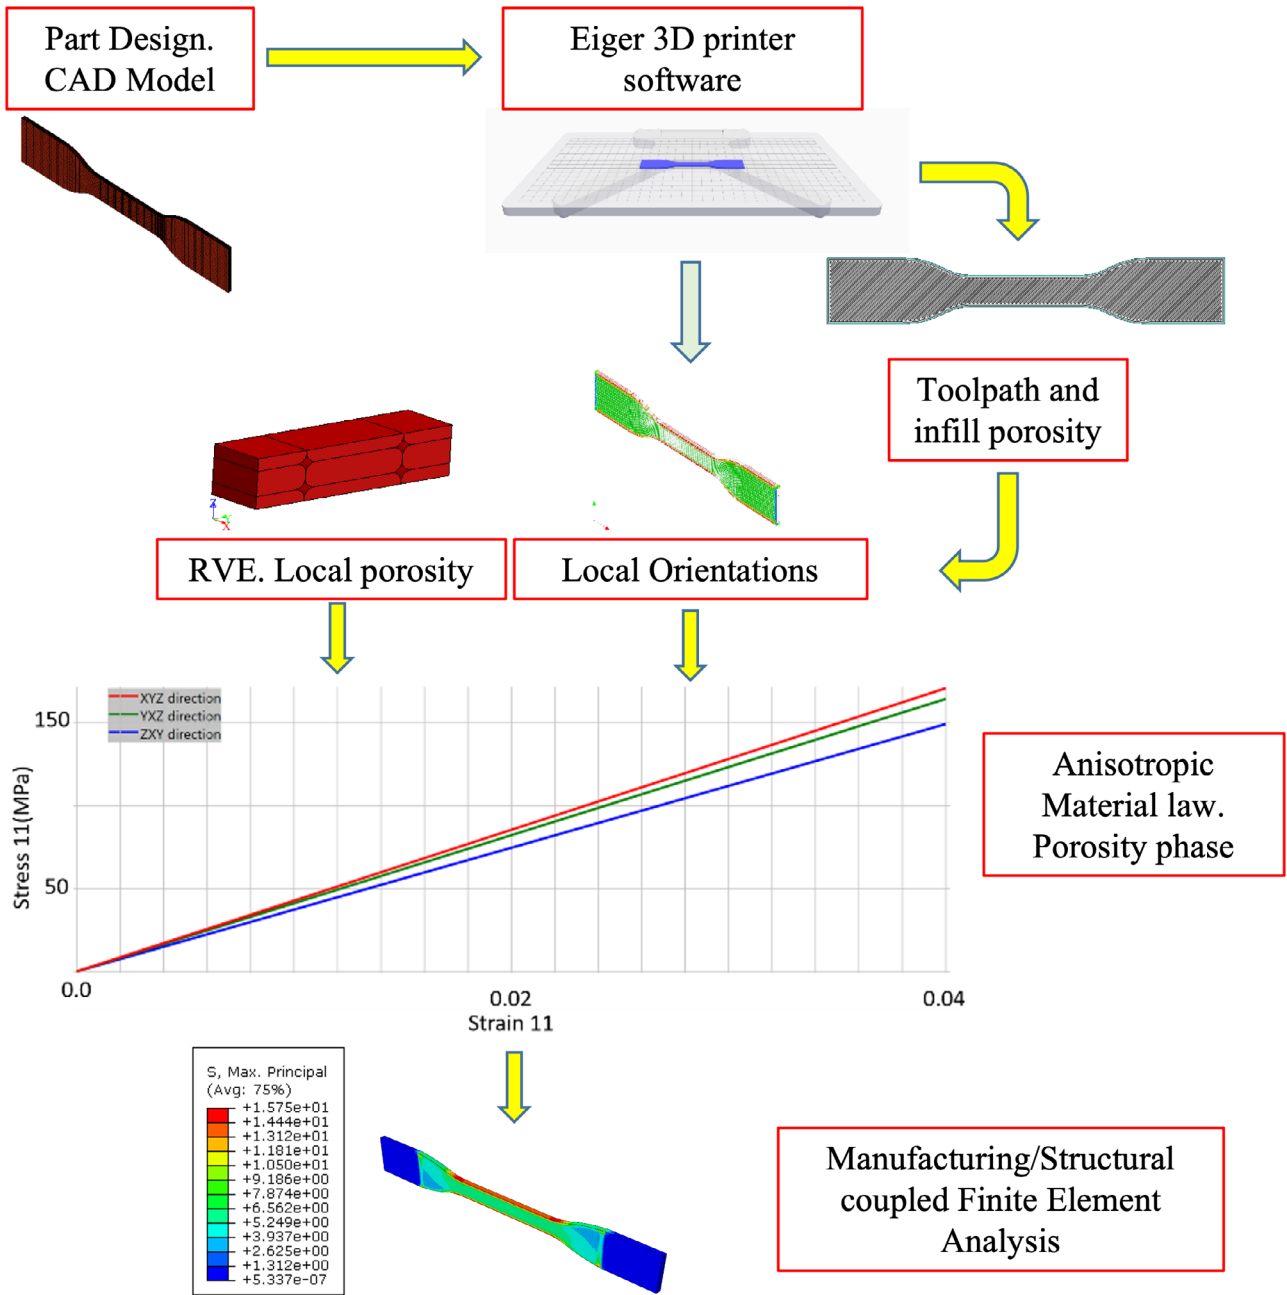 Part Design.
CAD Model
Eiger 3D printer
software
Toolpath and
infill porosity
Z
Y
X
RVE. Local porosity
Local Orientations
XYZ direction
YXZ direction
ZXY direction
150
50
Stress 11(MPa)
0.0
0.02
0.04
Strain 11
Anisotropic
Material law.
Porosity phase
S, Max. Principal
(Avg: 75%)
+1.575e+01
+1.444e+01
+1.312e+01
+1.181e+01
+1.050e+01
+9.186e+00
+7.874e+00
+6.562e+00
+5.249e+00
+3.937e+00
+2.625e+00
+1.312e+00
+5.337e-07
Manufacturing/Structural
coupled Finite Element
Analysis